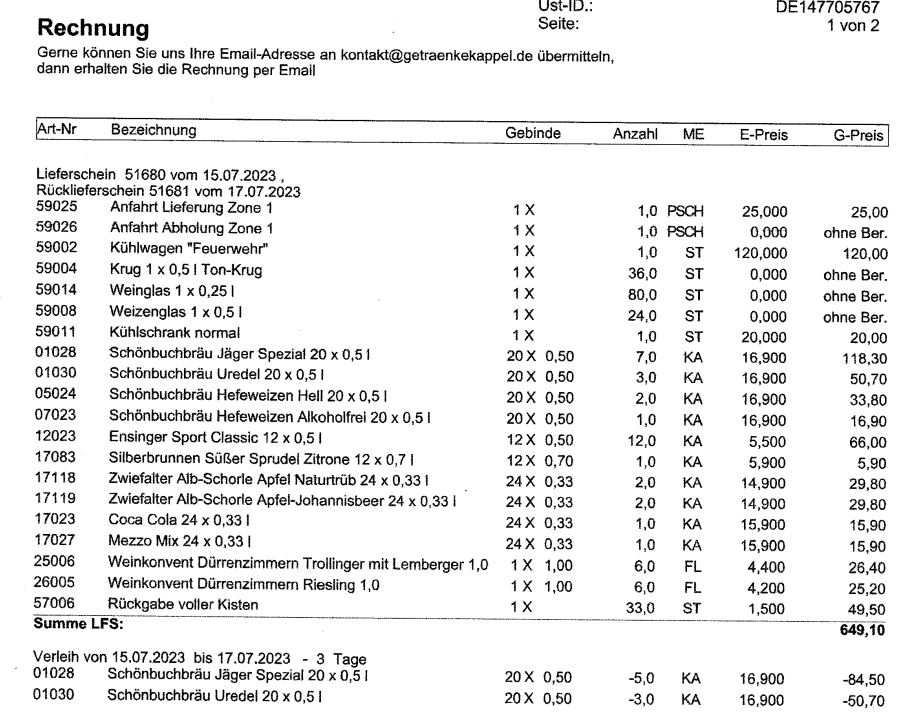 Ust-ID.: DE147705767
Rechnung Seite: 1 von 2
Gerne können Sie uns Ihre Email-Adresse an kontakt@getraenkekappel.de übermitteln,
dann erhalten Sie die Rechnung per Email
Art-Nr Bezeichnung Gebinde Anzahl ME E-Preis G-Preis
Lieferschein 51680 vom 15.07.2023 ,
Rücklieferschein 51681 vom 17.07.2023
59025 Anfahrt Lieferung Zone 1 1 X 1,0 PSCH 25,000 25,00
59026 Anfahrt Abholung Zone 1 1 X 1,0 PSCH 0,000 ohne Ber.
59002 Kühlwagen "Feuerwehr" 1 X 1,0 ST 120,000 120,00
59004 Krug 1 x 0,5 l Ton-Krug 1 X 36,0 ST 0,000 ohne Ber.
59014 Weinglas 1 x 0,25 l 1 X 80,0 ST 0,000 ohne Ber.
59008 Weizenglas 1 x 0,5 l 1 X 24,0 ST 0,000 ohne Ber.
59011 Kühlschrank normal 1 X 1,0 ST 20,000 20,00
01028 Schönbuchbräu Jäger Spezial 20 x 0,5 l 20 X 0,50 7,0 KA 16,900 118,30
01030 Schönbuchbräu Uredel 20 x 0,5 l 20 X 0,50 3,0 KA 16,900 50,70
05024 Schönbuchbräu Hefeweizen Hell 20 x 0,5 l 20 X 0,50 2,0 KA 16,900 33,80
07023 Schönbuchbräu Hefeweizen Alkoholfrei 20 x 0,5 l 20 X 0,50 1,0 KA 16,900 16,90
12023 Ensinger Sport Classic 12 x 0,5 l 12 X 0,50 12,0 KA 5,500 66,00
17083 Silberbrunnen Süßer Sprudel Zitrone 12 x 0,7 l 12 X 0,70 1,0 KA 5,900 5,90
17118 Zwiefalter Alb-Schorle Apfel Naturtrüb 24 x 0,33 l 24 X 0,33 2,0 KA 14,900 29,80
17119 Zwiefalter Alb-Schorle Apfel-Johannisbeer 24 x 0,33 l 24 X 0,33 2,0 KA 14,900 29,80
17023 Coca Cola 24 x 0,33 l 24 X 0,33 1,0 KA 15,900 15,90
17027 Mezzo Mix 24 x 0,33 l 24 X 0,33 1,0 KA 15,900 15,90
25006 Weinkonvent Dürrenzimmern Trollinger mit Lemberger 1,0 1 X 1,00 6,0 FL 4,400 26,40
26005 Weinkonvent Dürrenzimmern Riesling 1,0 1 X 1,00 6,0 FL 4,200 25,20
57006 Rückgabe voller Kisten 1 X 33,0 ST 1,500 49,50
Summe LFS: 649,10
Verleih von 15.07.2023 bis 17.07.2023 - 3 Tage
01028 Schönbuchbräu Jäger Spezial 20 x 0,5 l 20 X 0,50 -5,0 KA 16,900 -84,50
01030 Schönbuchbräu Uredel 20 x 0,5 l 20 X 0,50 -3,0 KA 16,900 -50,70